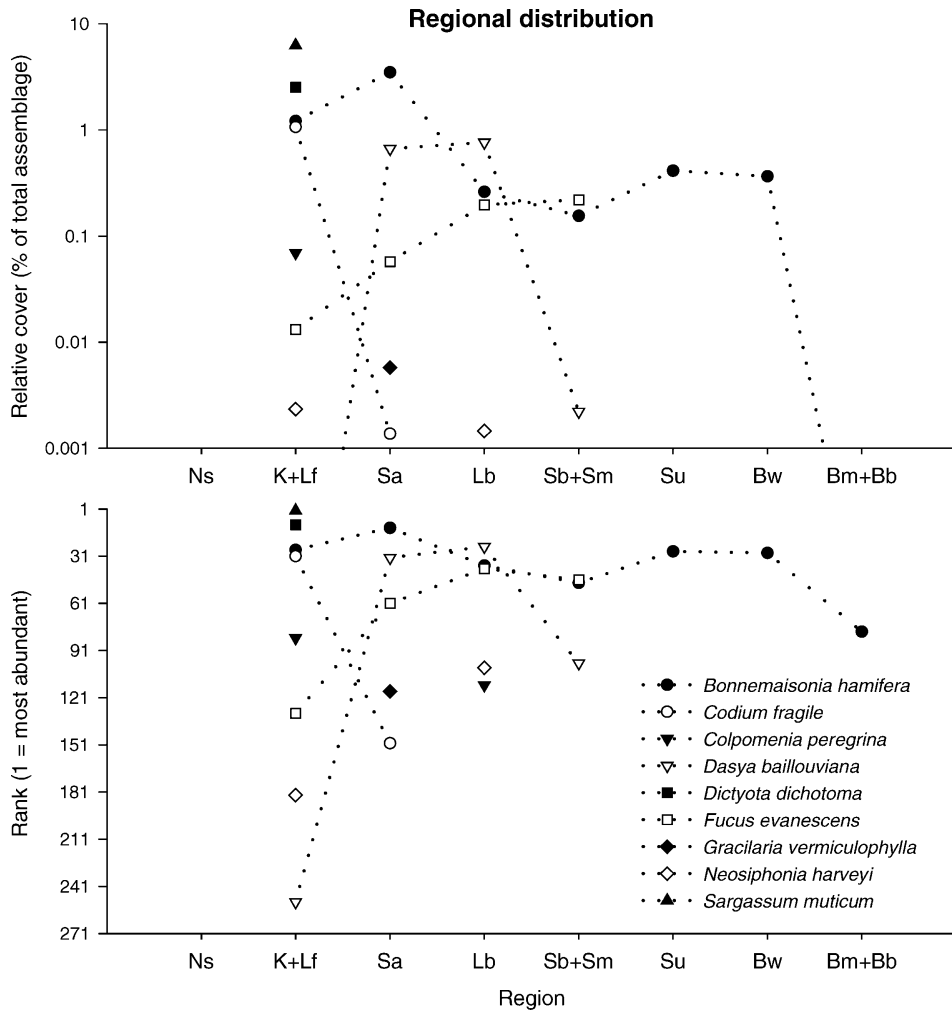 Regional distribution
Relative cover (% of total assemblage)
10
1
0.1
0.01
0.001
Ns K+Lf Sa Lb Sb+Sm Su Bw Bm+Bb
Rank (1 = most abundant)
1
31
61
91
121
151
181
211
241
271
Bonnemaisonia hamifera
Codium fragile
Colpomenia peregrina
Dasya baillouviana
Dictyota dichotoma
Fucus evanescens
Gracilaria vermiculophylla
Neosiphonia harveyi
Sargassum muticum
Ns K+Lf Sa Lb Sb+Sm Su Bw Bm+Bb
Region